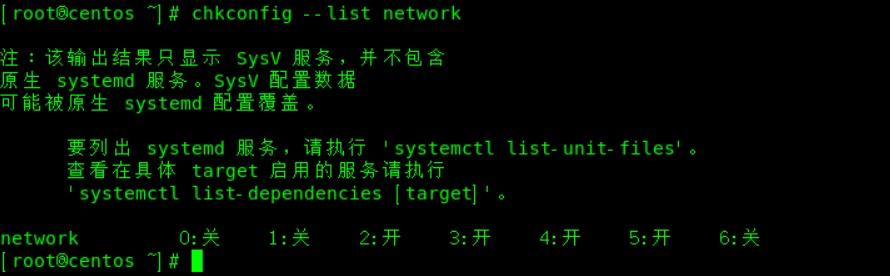 [root@centos ~]# chkconfig --list network
注：该输出结果只显示 SysV 服务，并不包含
原生 systemd 服务。SysV 配置数据
可能被原生 systemd 配置覆盖。
要列出 systemd 服务，请执行 'systemctl list-unit-files'。
查看在具体 target 启用的服务请执行
'systemctl list-dependencies [target]'。
network 0:关 1:关 2:开 3:开 4:开 5:开 6:关
[root@centos ~]#